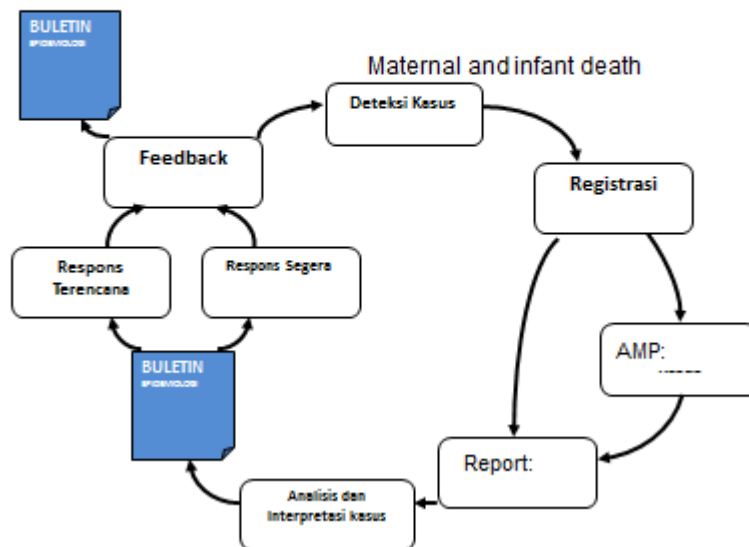 BULETIN
EPIDEMIOLOGI
Maternal and infant death
Deteksi Kasus
Feedback
Registrasi
Respons
Terencana
Respons Segera
AMP:
BULETIN
EPIDEMIOLOGI
Report:
Analisis dan
Interpretasi kasus